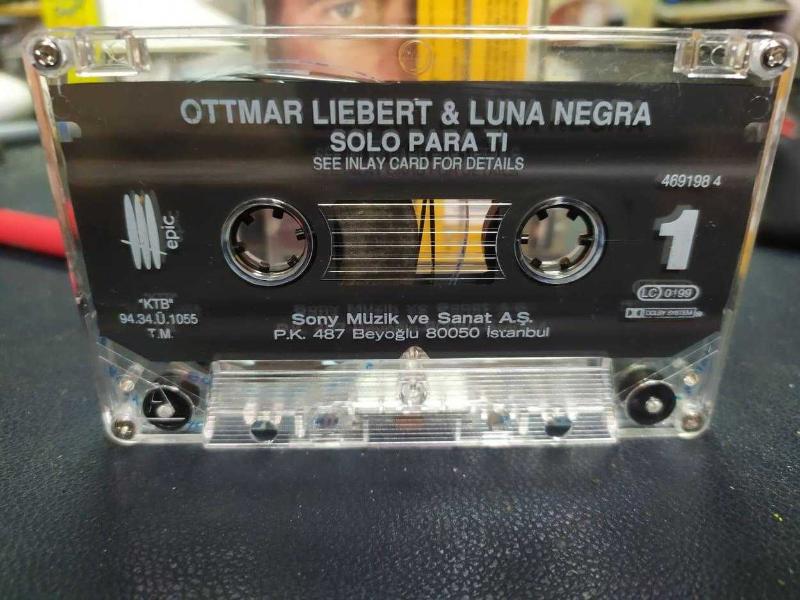 OTTMAR LIEBERT & LUNA NEGRA
SOLO PARA TI
SEE INLAY CARD FOR DETAILS
469198 4
epic
1
"KTB"
94.34.Ü.1055
T.M.
LC 0199
DOLBY SYSTEM
Sony Müzik ve Sanat A.Ş.
P.K. 487 Beyoğlu 80050 İstanbul
A